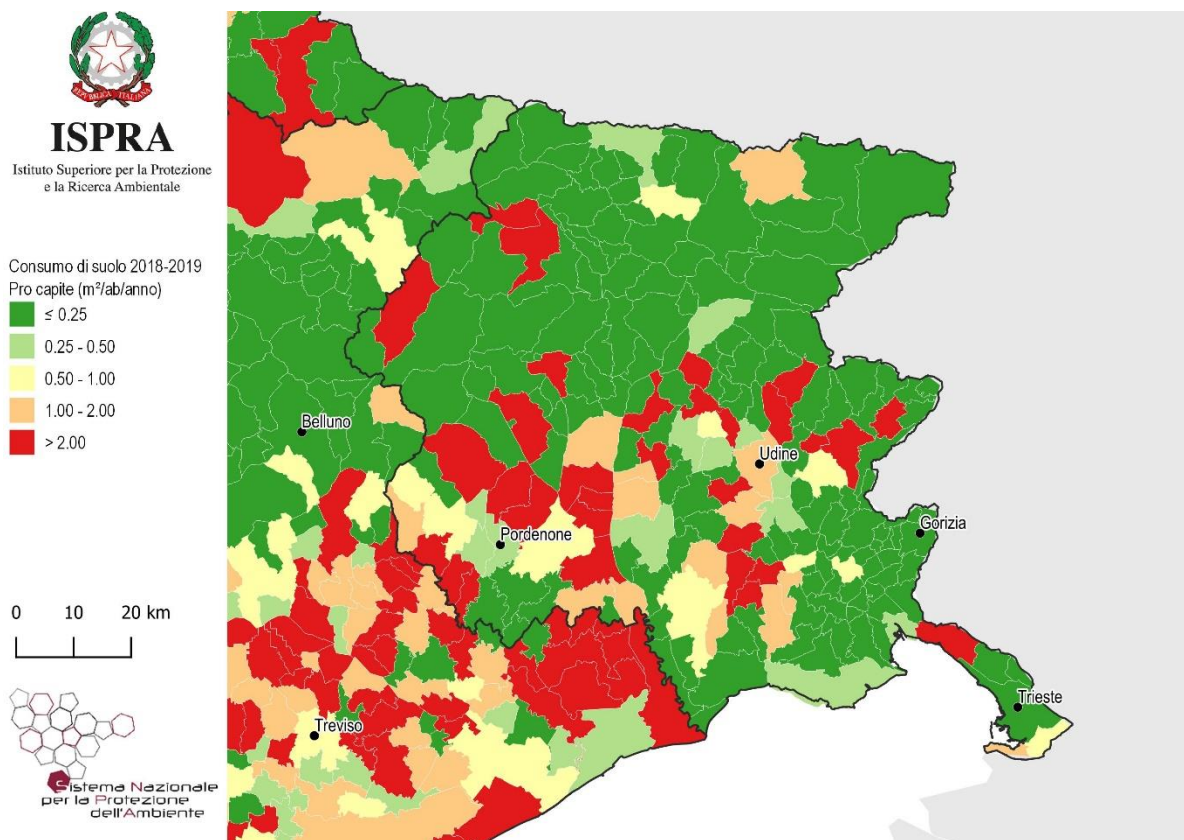 REPVBBLICA ITALIANA
ISPRA
Istituto Superiore per la Protezione
e la Ricerca Ambientale
Consumo di suolo 2018-2019
Pro capite (m²/ab/anno)
≤ 0.25
0.25 - 0.50
0.50 - 1.00
1.00 - 2.00
> 2.00
0 10 20 km
Sistema Nazionale
per la Protezione
dell'Ambiente
Belluno
Udine
Pordenone
Gorizia
Trieste
Treviso